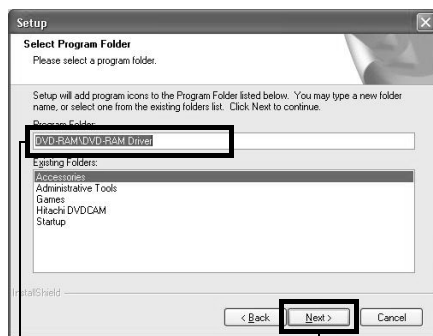 Setup
Select Program Folder
Please select a program folder.
Setup will add program icons to the Program Folder listed below. You may type a new folder
name, or select one from the existing folders list. Click Next to continue.
Program Folder:
DVD-RAM\DVD-RAM Driver
Existing Folders:
Accessories
Administrative Tools
Games
Hitachi DVDCAM
Startup
InstallShield
< Back
Next >
Cancel